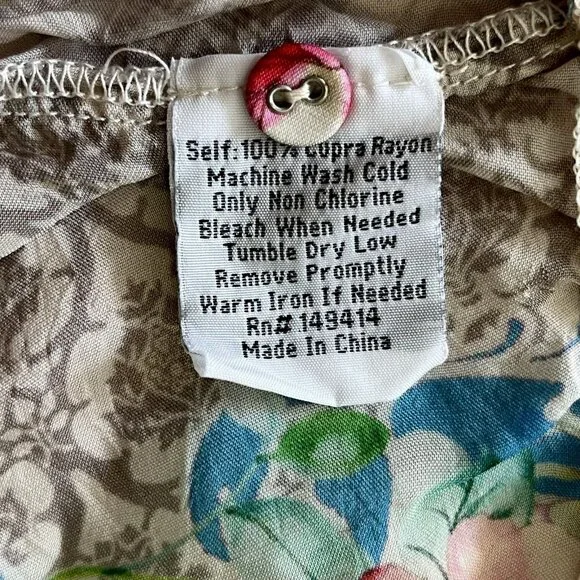 Self:100% Cupra Rayon
Machine Wash Cold
Only Non Chlorine
Bleach When Needed
Tumble Dry Low
Remove Promptly
Warm Iron If Needed
Rn# 149414
Made In China